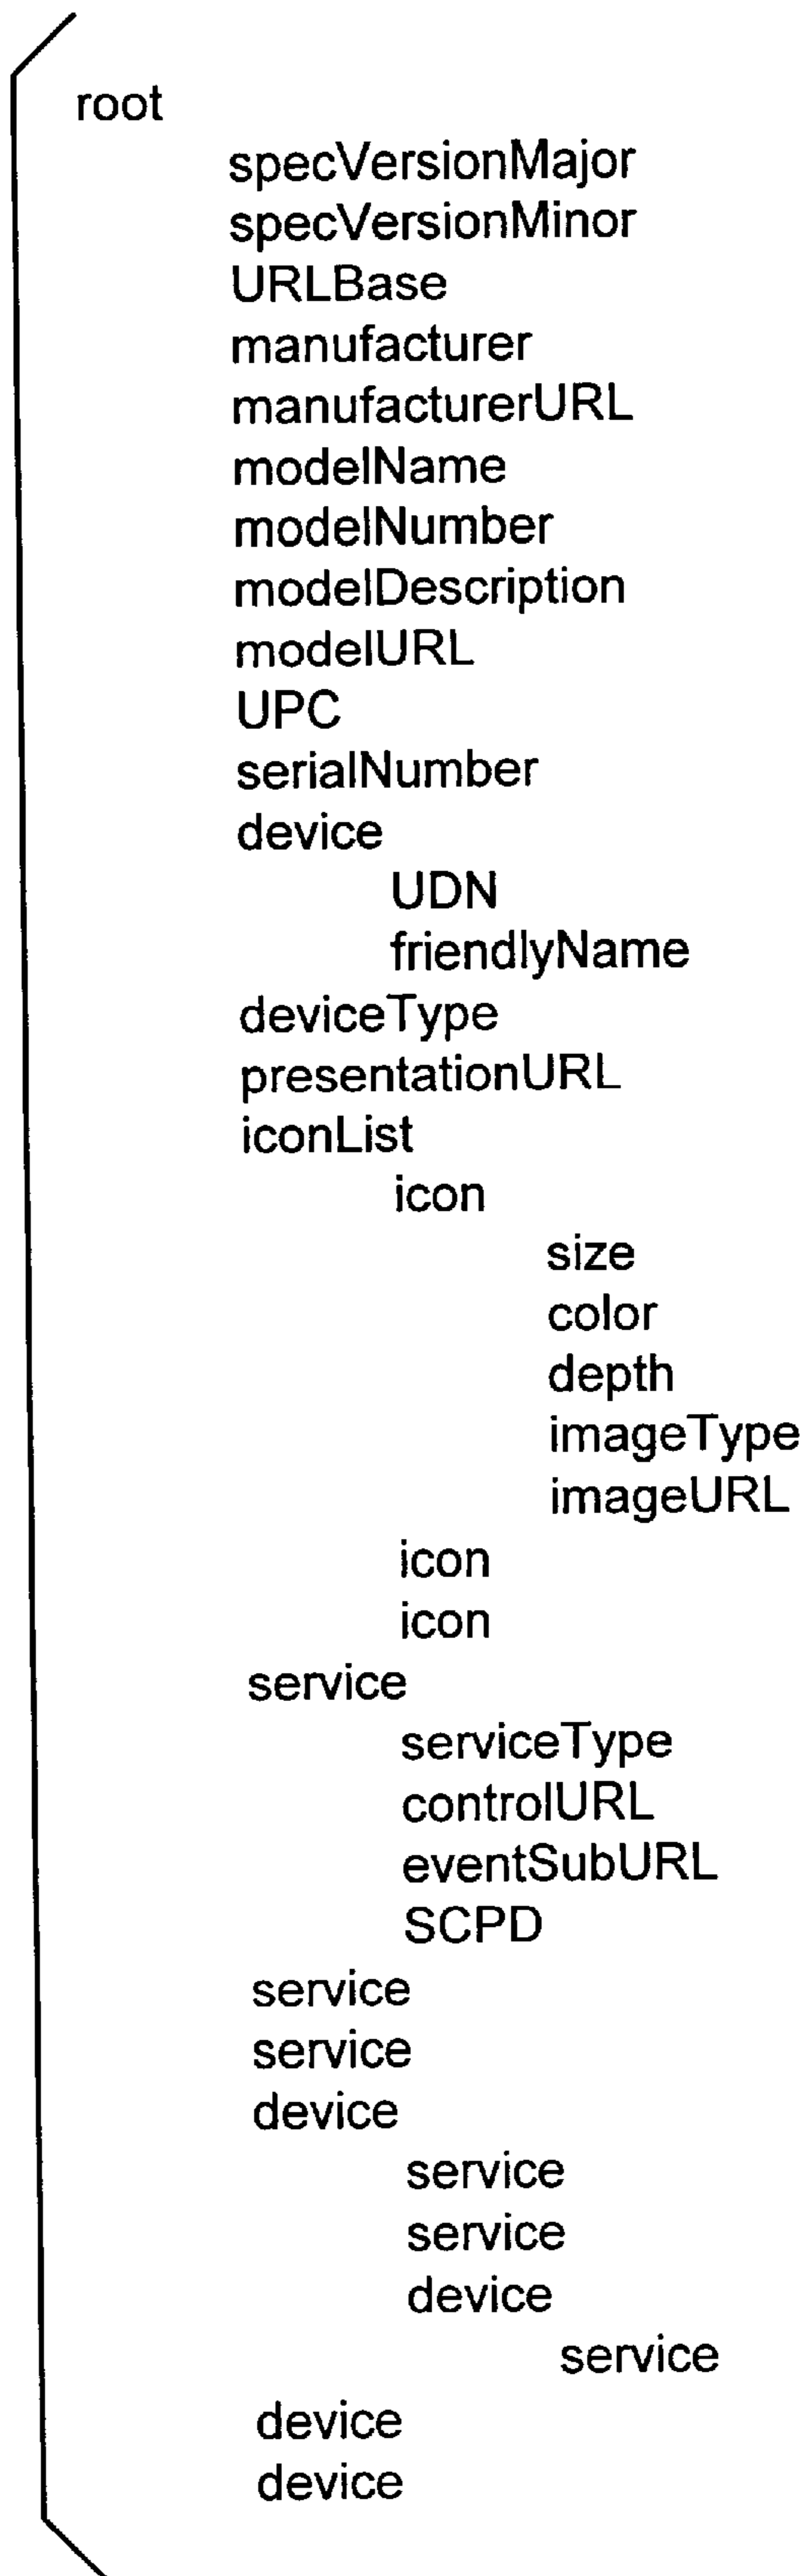 root
specVersionMajor
specVersionMinor
URLBase
manufacturer
manufacturerURL
modelName
modelNumber
modelDescription
modelURL
UPC
serialNumber
device
UDN
friendlyName
deviceType
presentationURL
iconList
icon
size
color
depth
imageType
imageURL
icon
icon
service
serviceType
controlURL
eventSubURL
SCPD
service
service
device
service
service
device
service
device
device